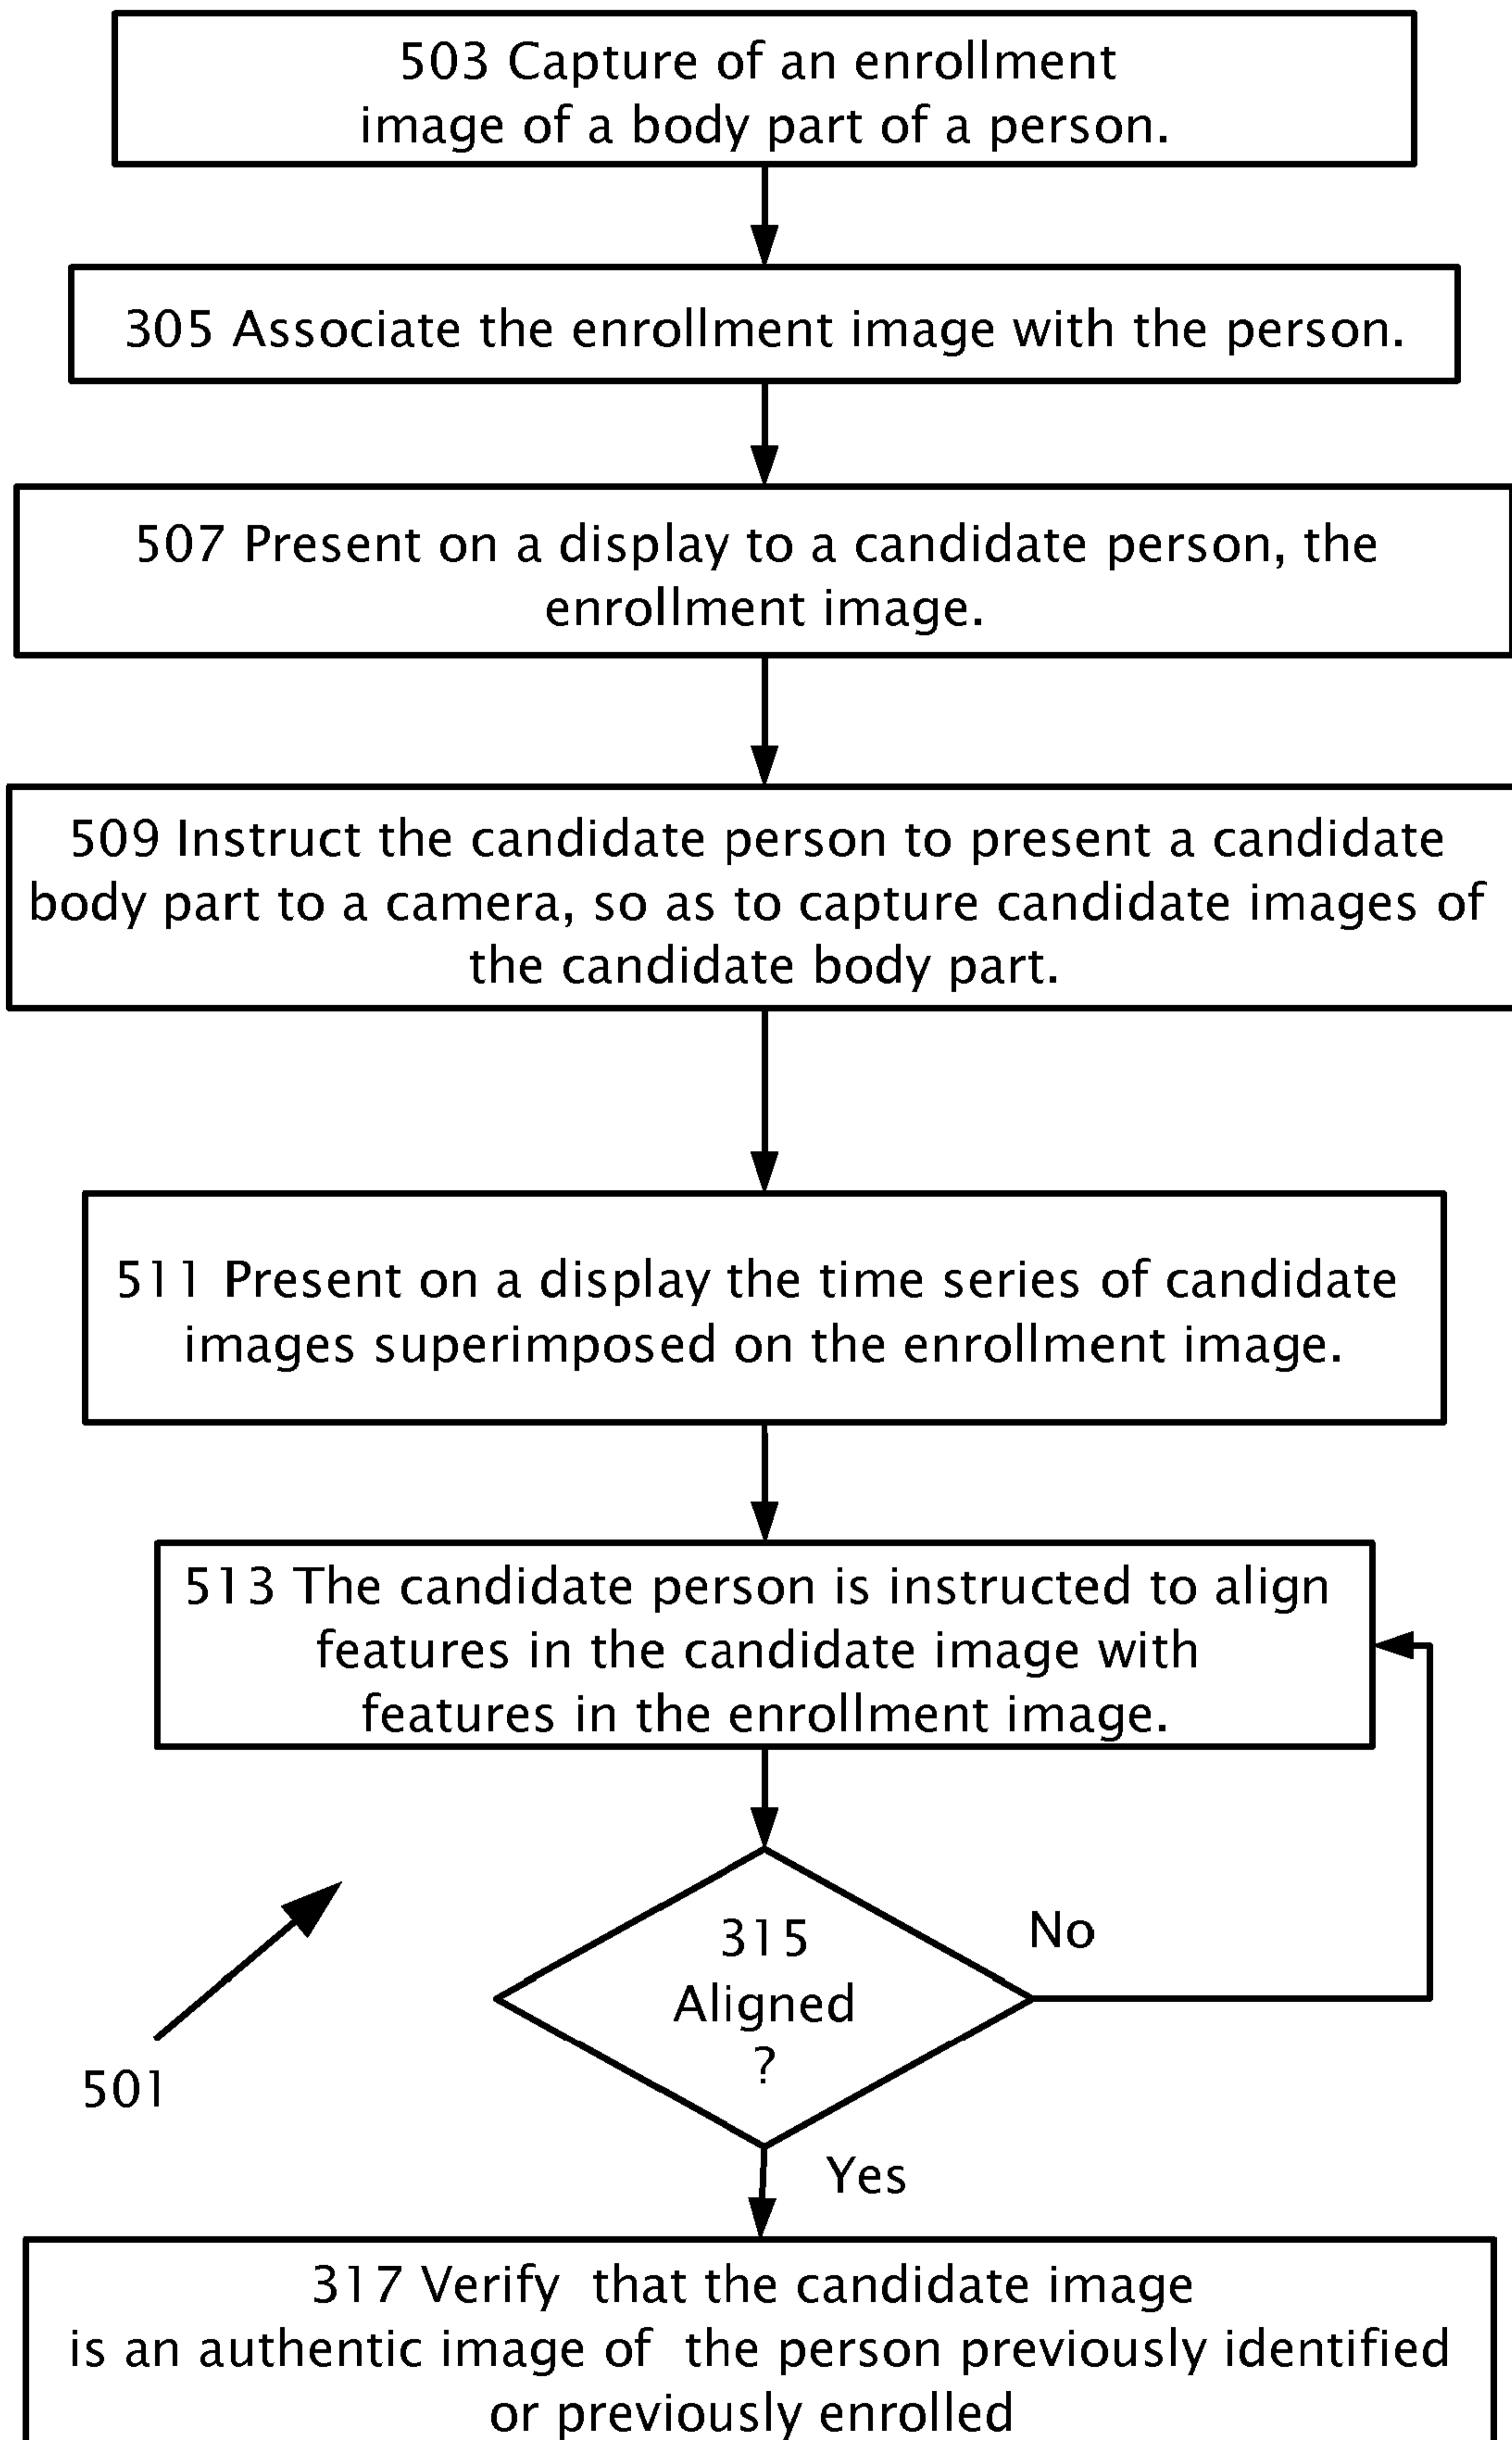 503 Capture of an enrollment
image of a body part of a person.
305 Associate the enrollment image with the person.
507 Present on a display to a candidate person, the
enrollment image.
509 Instruct the candidate person to present a candidate
body part to a camera, so as to capture candidate images of
the candidate body part.
511 Present on a display the time series of candidate
images superimposed on the enrollment image.
513 The candidate person is instructed to align
features in the candidate image with
features in the enrollment image.
315
Aligned
?
No
501
Yes
317 Verify that the candidate image
is an authentic image of the person previously identified
or previously enrolled